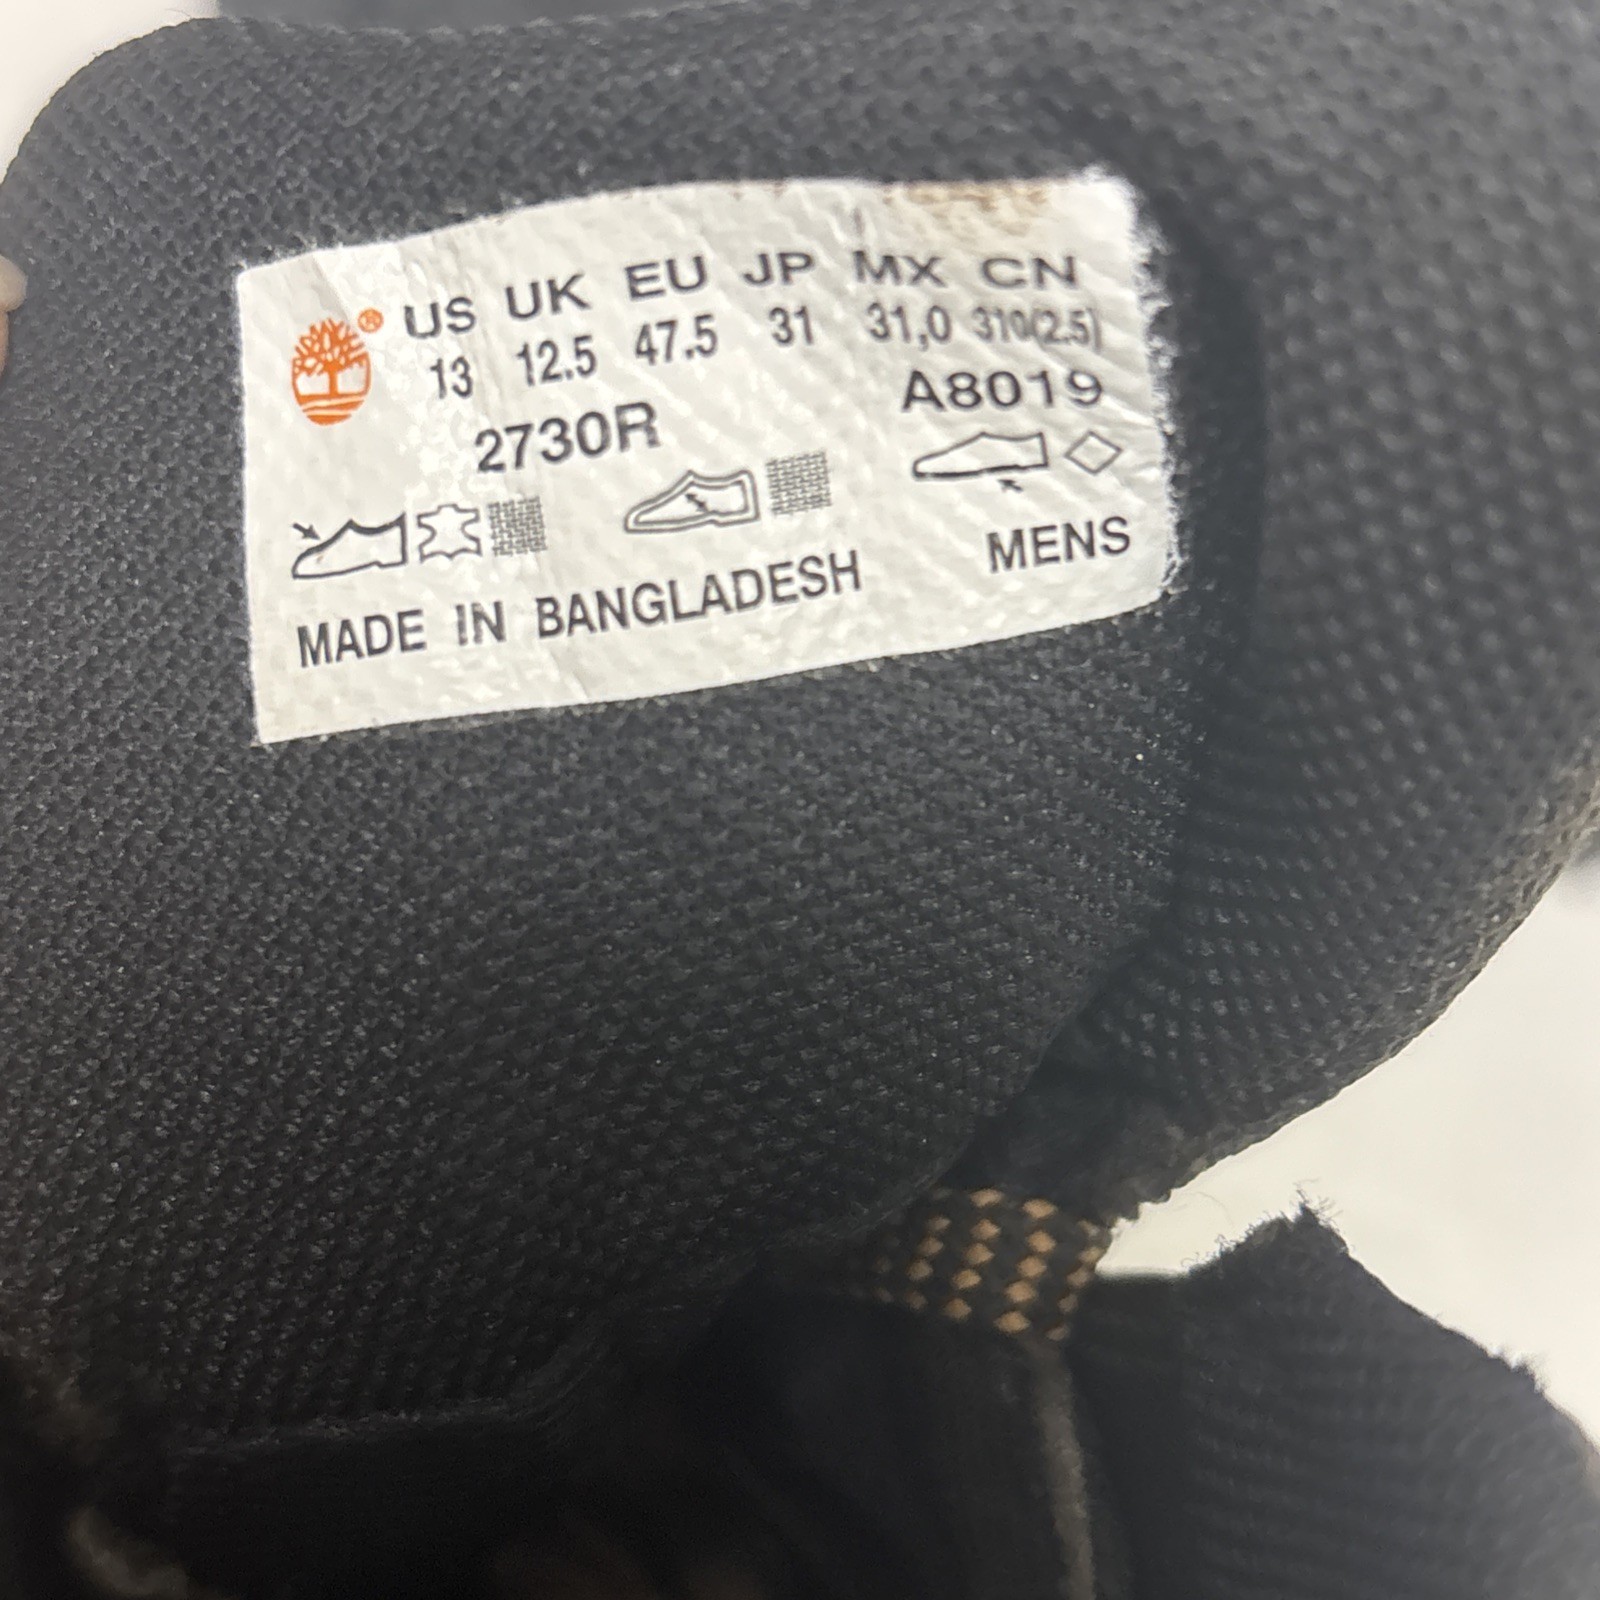 ® US UK EU JP MX CN
13 12.5 47.5 31 31,0 310(2.5)
2730R A8019
MADE IN BANGLADESH MENS